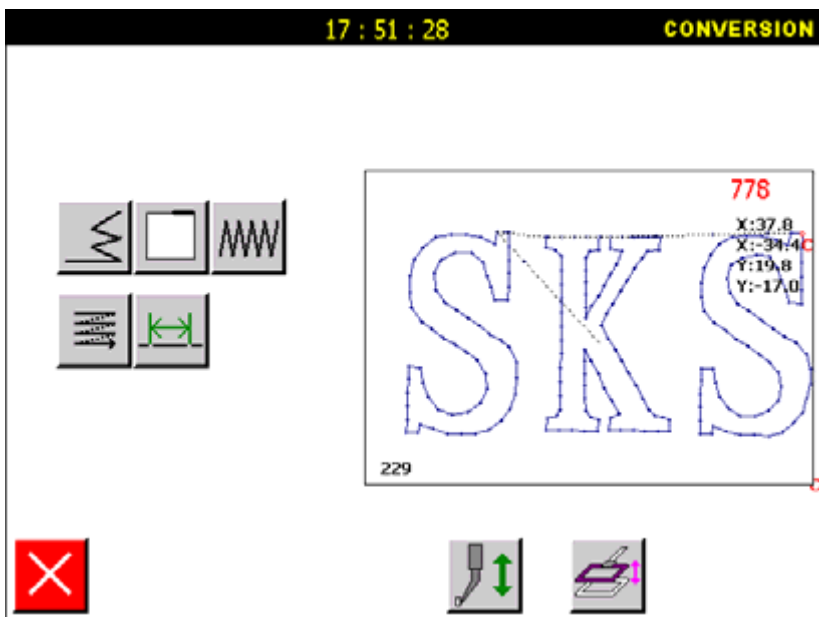 17 : 51 : 28 CONVERSION
778
X:37.8
X:-34.4
C
Y:19.8
Y:-17.0
SKS
229
C